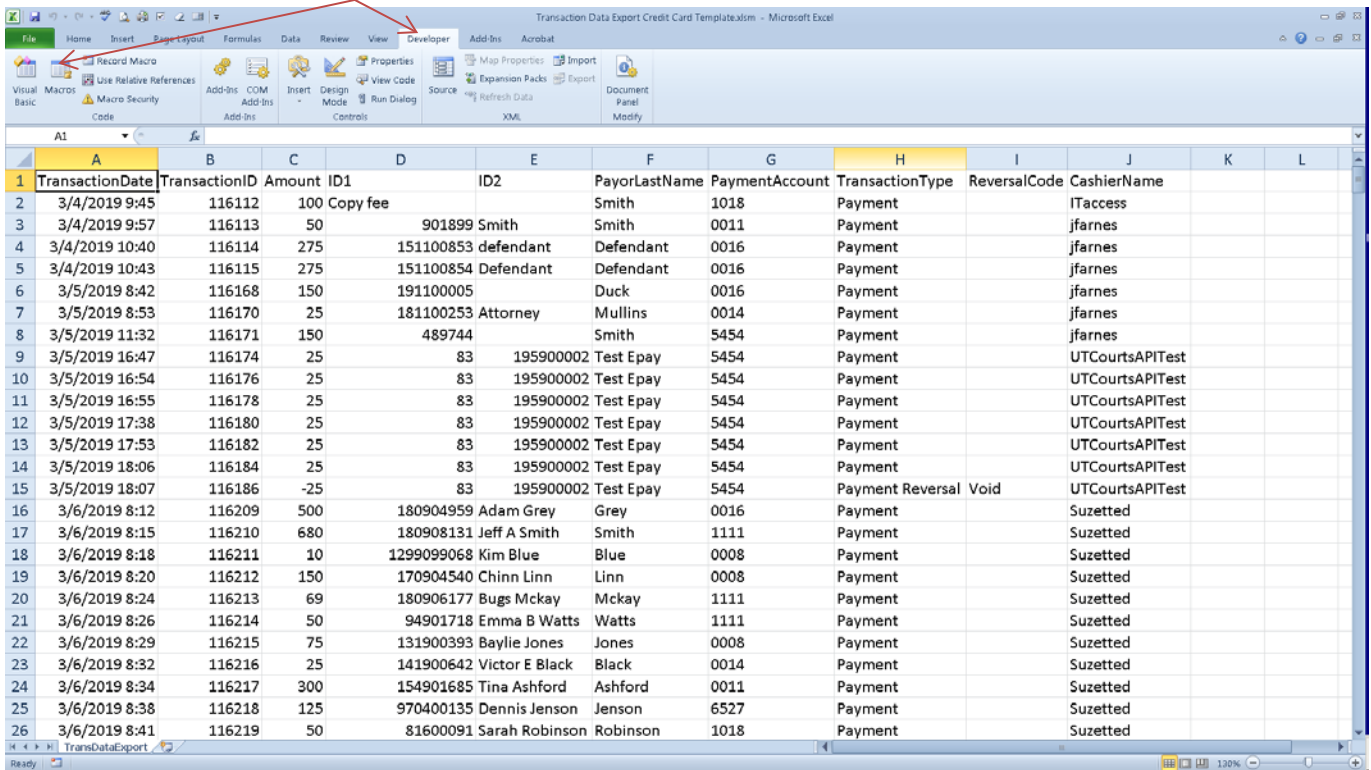 Transaction Data Export Credit Card Template.xlsm - Microsoft Excel
File Home Insert Page Layout Formulas Data Review View Developer Add-Ins Acrobat
Visual Basic
Macros
Record Macro
Use Relative References
Macro Security
Code
Add-Ins
COM Add-Ins
Add-Ins
Insert
Design Mode
Properties
View Code
Run Dialog
Controls
Source
Map Properties
Expansion Packs
Refresh Data
Import
Export
XML
Document Panel
Modify
A1 fx
A B C D E F G H I J K L
1 TransactionDate TransactionID Amount ID1 ID2 PayorLastName PaymentAccount TransactionType ReversalCode CashierName
2 3/4/2019 9:45 116112 100 Copy fee Smith 1018 Payment ITaccess
3 3/4/2019 9:57 116113 50 901899 Smith Smith 0011 Payment jfarnes
4 3/4/2019 10:40 116114 275 151100853 defendant Defendant 0016 Payment jfarnes
5 3/4/2019 10:43 116115 275 151100854 Defendant Defendant 0016 Payment jfarnes
6 3/5/2019 8:42 116168 150 191100005 Duck 0016 Payment jfarnes
7 3/5/2019 8:53 116170 25 181100253 Attorney Mullins 0014 Payment jfarnes
8 3/5/2019 11:32 116171 150 489744 Smith 5454 Payment jfarnes
9 3/5/2019 16:47 116174 25 83 195900002 Test Epay 5454 Payment UTCourtsAPITest
10 3/5/2019 16:54 116176 25 83 195900002 Test Epay 5454 Payment UTCourtsAPITest
11 3/5/2019 16:55 116178 25 83 195900002 Test Epay 5454 Payment UTCourtsAPITest
12 3/5/2019 17:38 116180 25 83 195900002 Test Epay 5454 Payment UTCourtsAPITest
13 3/5/2019 17:53 116182 25 83 195900002 Test Epay 5454 Payment UTCourtsAPITest
14 3/5/2019 18:06 116184 25 83 195900002 Test Epay 5454 Payment UTCourtsAPITest
15 3/5/2019 18:07 116186 -25 83 195900002 Test Epay 5454 Payment Reversal Void UTCourtsAPITest
16 3/6/2019 8:12 116209 500 180904959 Adam Grey Grey 0016 Payment Suzetted
17 3/6/2019 8:15 116210 680 180908131 Jeff A Smith Smith 1111 Payment Suzetted
18 3/6/2019 8:18 116211 10 1299099068 Kim Blue Blue 0008 Payment Suzetted
19 3/6/2019 8:20 116212 150 170904540 Chinn Linn Linn 0008 Payment Suzetted
20 3/6/2019 8:24 116213 69 180906177 Bugs Mckay Mckay 1111 Payment Suzetted
21 3/6/2019 8:26 116214 50 94901718 Emma B Watts Watts 1111 Payment Suzetted
22 3/6/2019 8:29 116215 75 131900393 Baylie Jones Jones 0008 Payment Suzetted
23 3/6/2019 8:32 116216 25 141900642 Victor E Black Black 0014 Payment Suzetted
24 3/6/2019 8:34 116217 300 154901685 Tina Ashford Ashford 0011 Payment Suzetted
25 3/6/2019 8:38 116218 125 970400135 Dennis Jenson Jenson 6527 Payment Suzetted
26 3/6/2019 8:41 116219 50 81600091 Sarah Robinson Robinson 1018 Payment Suzetted
TransDataExport
Ready 130%